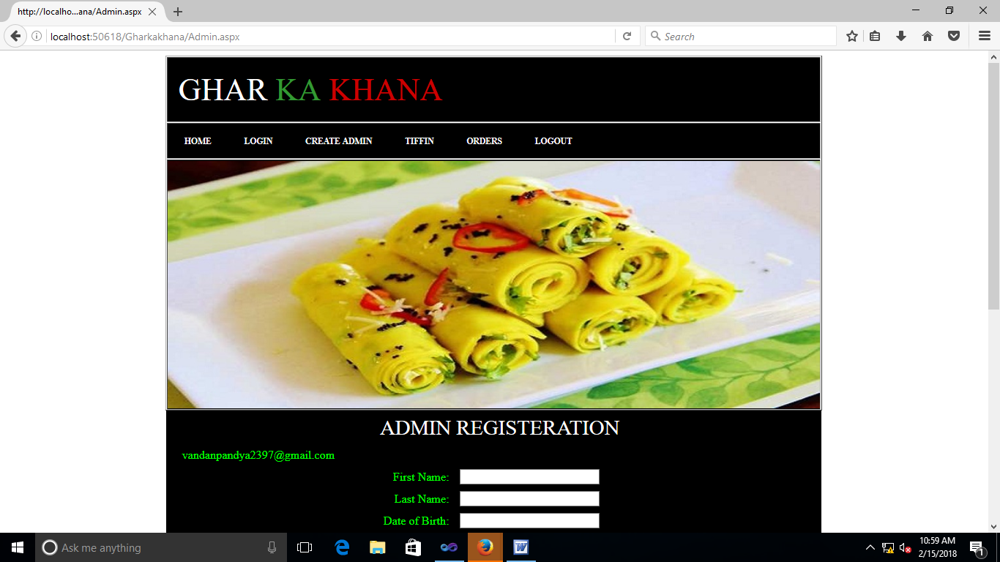 http://localho...ana/Admin.aspx
localhost:50618/Gharkakhana/Admin.aspx
Search
GHAR KA KHANA
HOME LOGIN CREATE ADMIN TIFFIN ORDERS LOGOUT
ADMIN REGISTERATION
vandanpandya2397@gmail.com
First Name:
Last Name:
Date of Birth:
Ask me anything
10:59 AM
2/15/2018
1